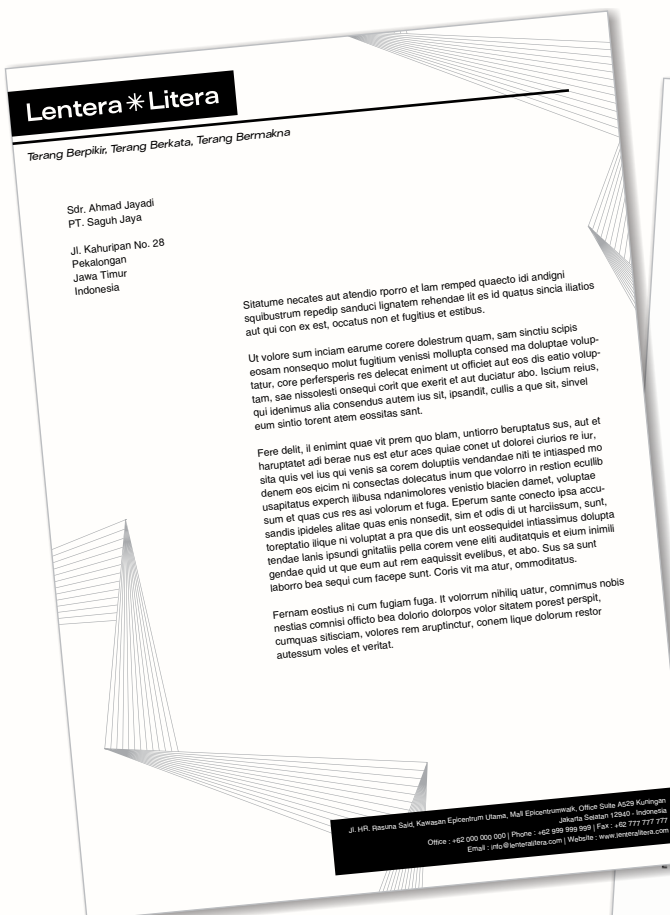 Lentera✳Litera
Terang Berpikir, Terang Berkata, Terang Bermakna
Sdr. Ahmad Jayadi
PT. Saguh Jaya
Jl. Kahuripan No. 28
Pekalongan
Jawa Timur
Indonesia
Sitatume necates aut atendio rporro et lam remped quaecto idi andigni
squibustrum repedip sanduci lignatem rehendae lit es id quatus sincia iliatios
aut qui con ex est, occatus non et fugitius et estibus.
Ut volore sum inciam earume corere dolestrum quam, sam sinctiu scipis
eosam nonsequo molut fugitium venissi mollupta consed ma doluptae volup-
tatur, core perfersperis res delecat eniment ut officiet aut eos dis eatio volup-
tam, sae nissolesti onsequi corit que exerit et aut duciatur abo. Iscium reius,
qui idenimus alia consendus autem ius sit, ipsandit, cullis a que sit, sinvel
eum sintio torent atem eossitas sant.
Fere delit, il enimint quae vit prem quo blam, untiorro beruptatus sus, aut et
haruptatet adi berae nus est etur aces quiae conet ut dolorei ciurios re iur,
sita quis vel ius qui venis sa corem doluptiis vendandae niti te intiasped mo
denem eos eicim ni consectas dolecatus inum que volorro in restion ecullib
usapitatus experch ilibusa ndanimolores venistio blacien damet, voluptae
sum et quas cus res asi volorum et fuga. Eperum sante conecto ipsa accu-
sandis ipideles alitae quas enis nonsedit, sim et odis di ut harciissum, sunt,
toreptatio ilique ni voluptat a pra que dis unt eossequidel intiassimus dolupta
tendae lanis ipsundi gnitatiis pella corem vene eliti auditatquis et eium inimili
gendae quid ut que eum aut rem eaquissit evelibus, et abo. Sus sa sunt
laborro bea sequi cum facepe sunt. Coris vit ma atur, ommoditatus.
Fernam eostius ni cum fugiam fuga. It volorrum nihiliq uatur, comnimus nobis
nestias comnisi officto bea dolorio dolorpos volor sitatem porest perspit,
cumquas sitisciam, volores rem aruptinctur, conem lique dolorum restor
autessum voles et veritat.
Jl. HR. Rasuna Said, Kawasan Epicentrum Utama, Mall Epicentrumwalk, Office Suite A529 Kuningan
Jakarta Selatan 12940 - Indonesia
Office : +62 000 000 000 | Phone : +62 999 999 999 | Fax : +62 777 777 777
Email : info@lenteralitera.com | Website : www.lenteralitera.com